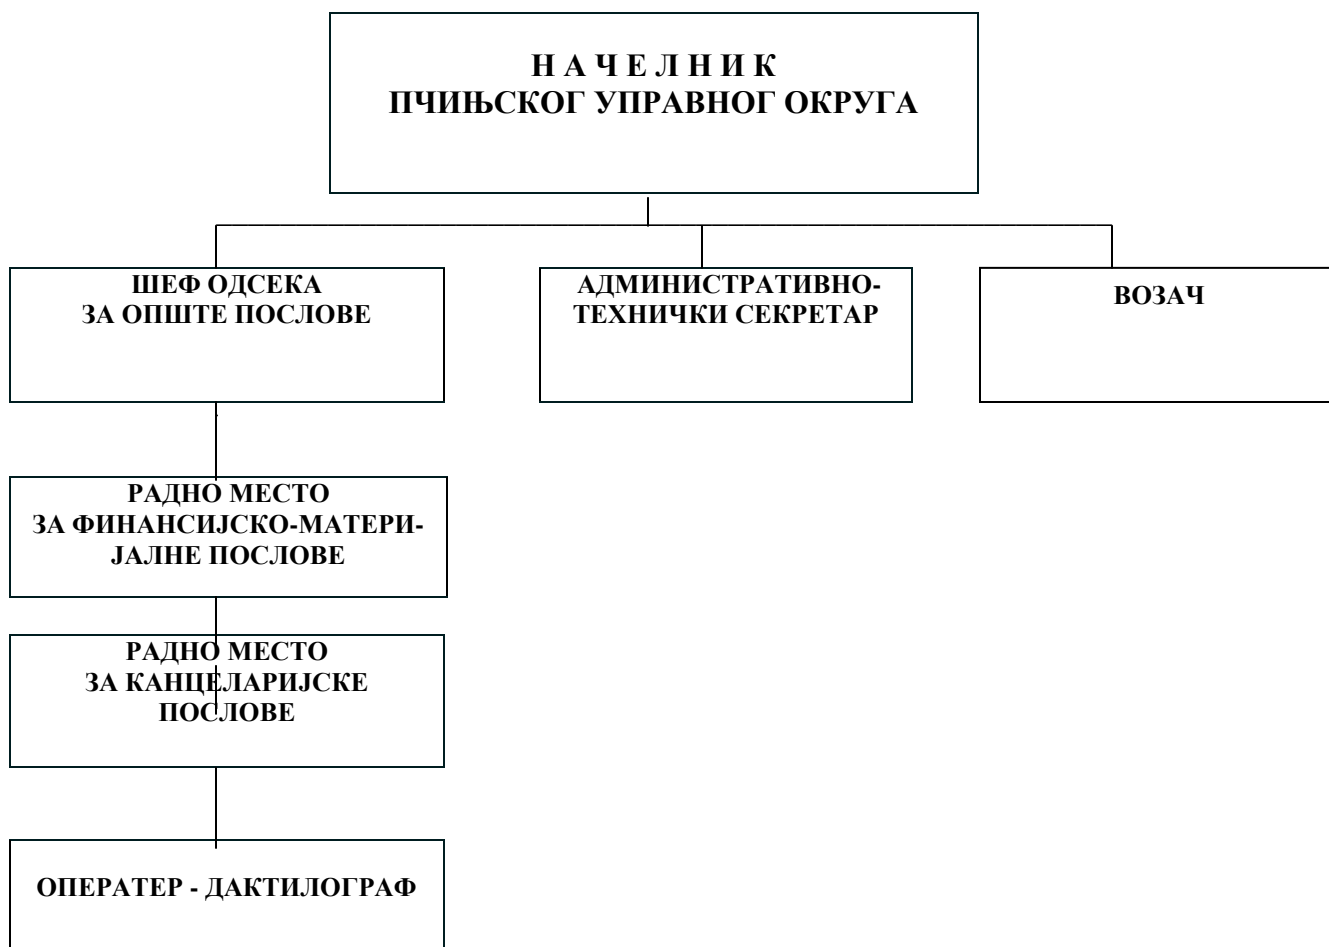 Н А Ч Е Л Н И К
ПЧИЊСКОГ УПРАВНОГ ОКРУГА
ШЕФ ОДСЕКА
ЗА ОПШТЕ ПОСЛОВЕ
АДМИНИСТРАТИВНО-
ТЕХНИЧКИ СЕКРЕТАР
ВОЗАЧ
РАДНО МЕСТО
ЗА ФИНАНСИЈСКО-МАТЕРИ-
ЈАЛНЕ ПОСЛОВЕ
РАДНО МЕСТО
ЗА КАНЦЕЛАРИЈСКЕ
ПОСЛОВЕ
ОПЕРАТЕР - ДАКТИЛОГРАФ